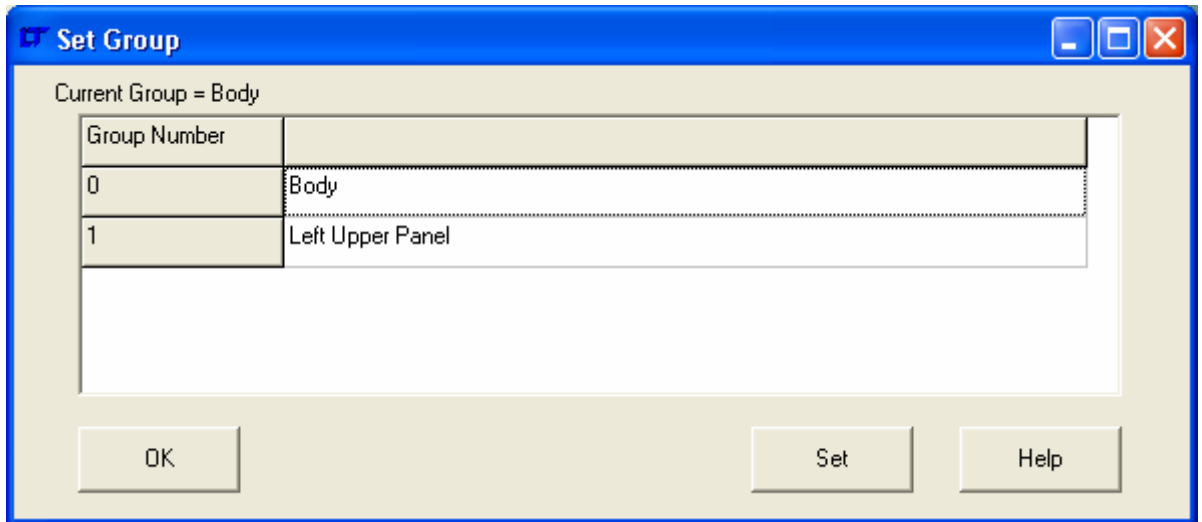 Set Group
Current Group = Body
Group Number
0 Body
1 Left Upper Panel
OK Set Help